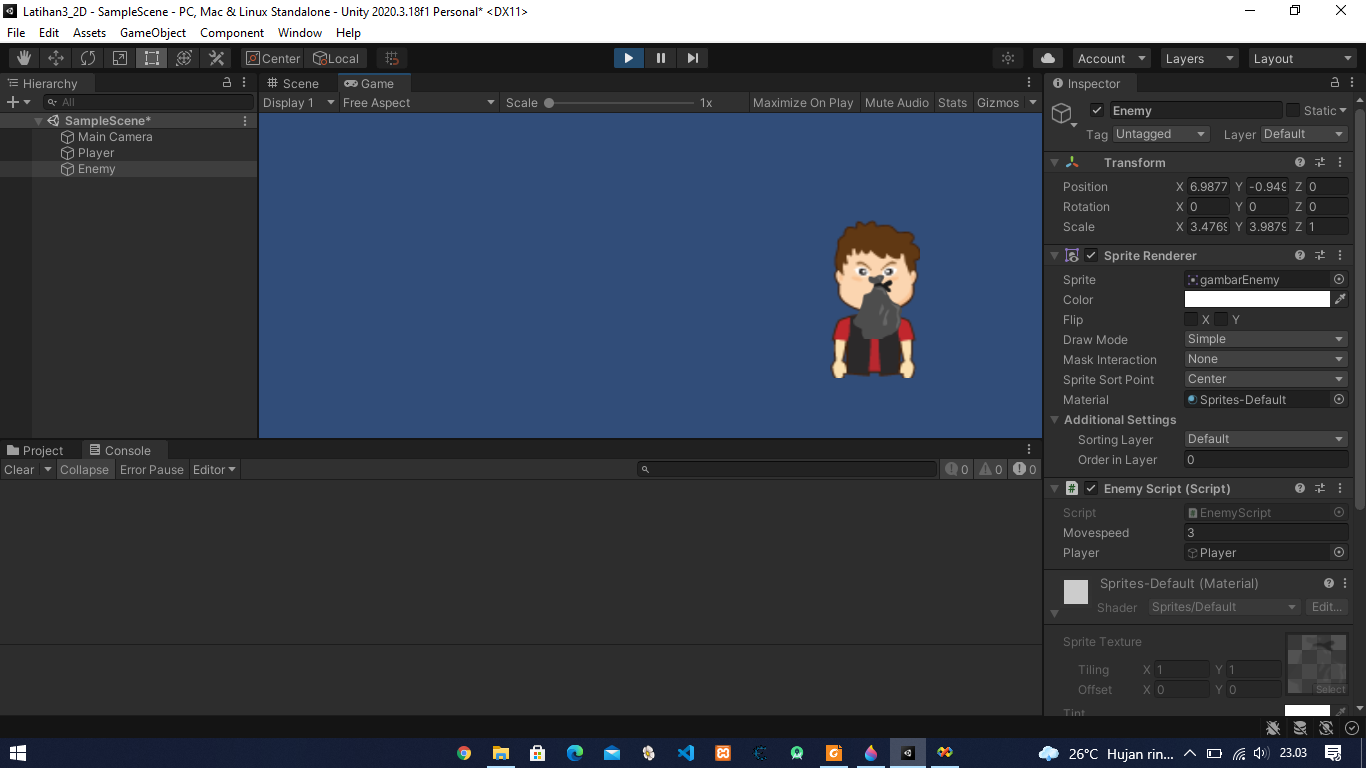 Latihan3_2D - SampleScene - PC, Mac & Linux Standalone - Unity 2020.3.18f1 Personal* <DX11>
File Edit Assets GameObject Component Window Help
Center Local Account Layers Layout
Hierarchy
All
SampleScene*
Main Camera
Player
Enemy
Scene Game
Display 1 Free Aspect Scale 1x Maximize On Play Mute Audio Stats Gizmos
Project Console
Clear Collapse Error Pause Editor 0 0 0
Inspector
Enemy Static
Tag Untagged Layer Default
Transform
Position X 6.9877 Y -0.949 Z 0
Rotation X 0 Y 0 Z 0
Scale X 3.4769 Y 3.9879 Z 1
Sprite Renderer
Sprite gambarEnemy
Color
Flip X Y
Draw Mode Simple
Mask Interaction None
Sprite Sort Point Center
Material Sprites-Default
Additional Settings
Sorting Layer Default
Order in Layer 0
Enemy Script (Script)
Script EnemyScript
Movespeed 3
Player Player
Sprites-Default (Material)
Shader Sprites/Default Edit...
Sprite Texture
Tiling X 1 Y 1
Offset X 0 Y 0
Select
Tint
26°C Hujan rin... 23.03